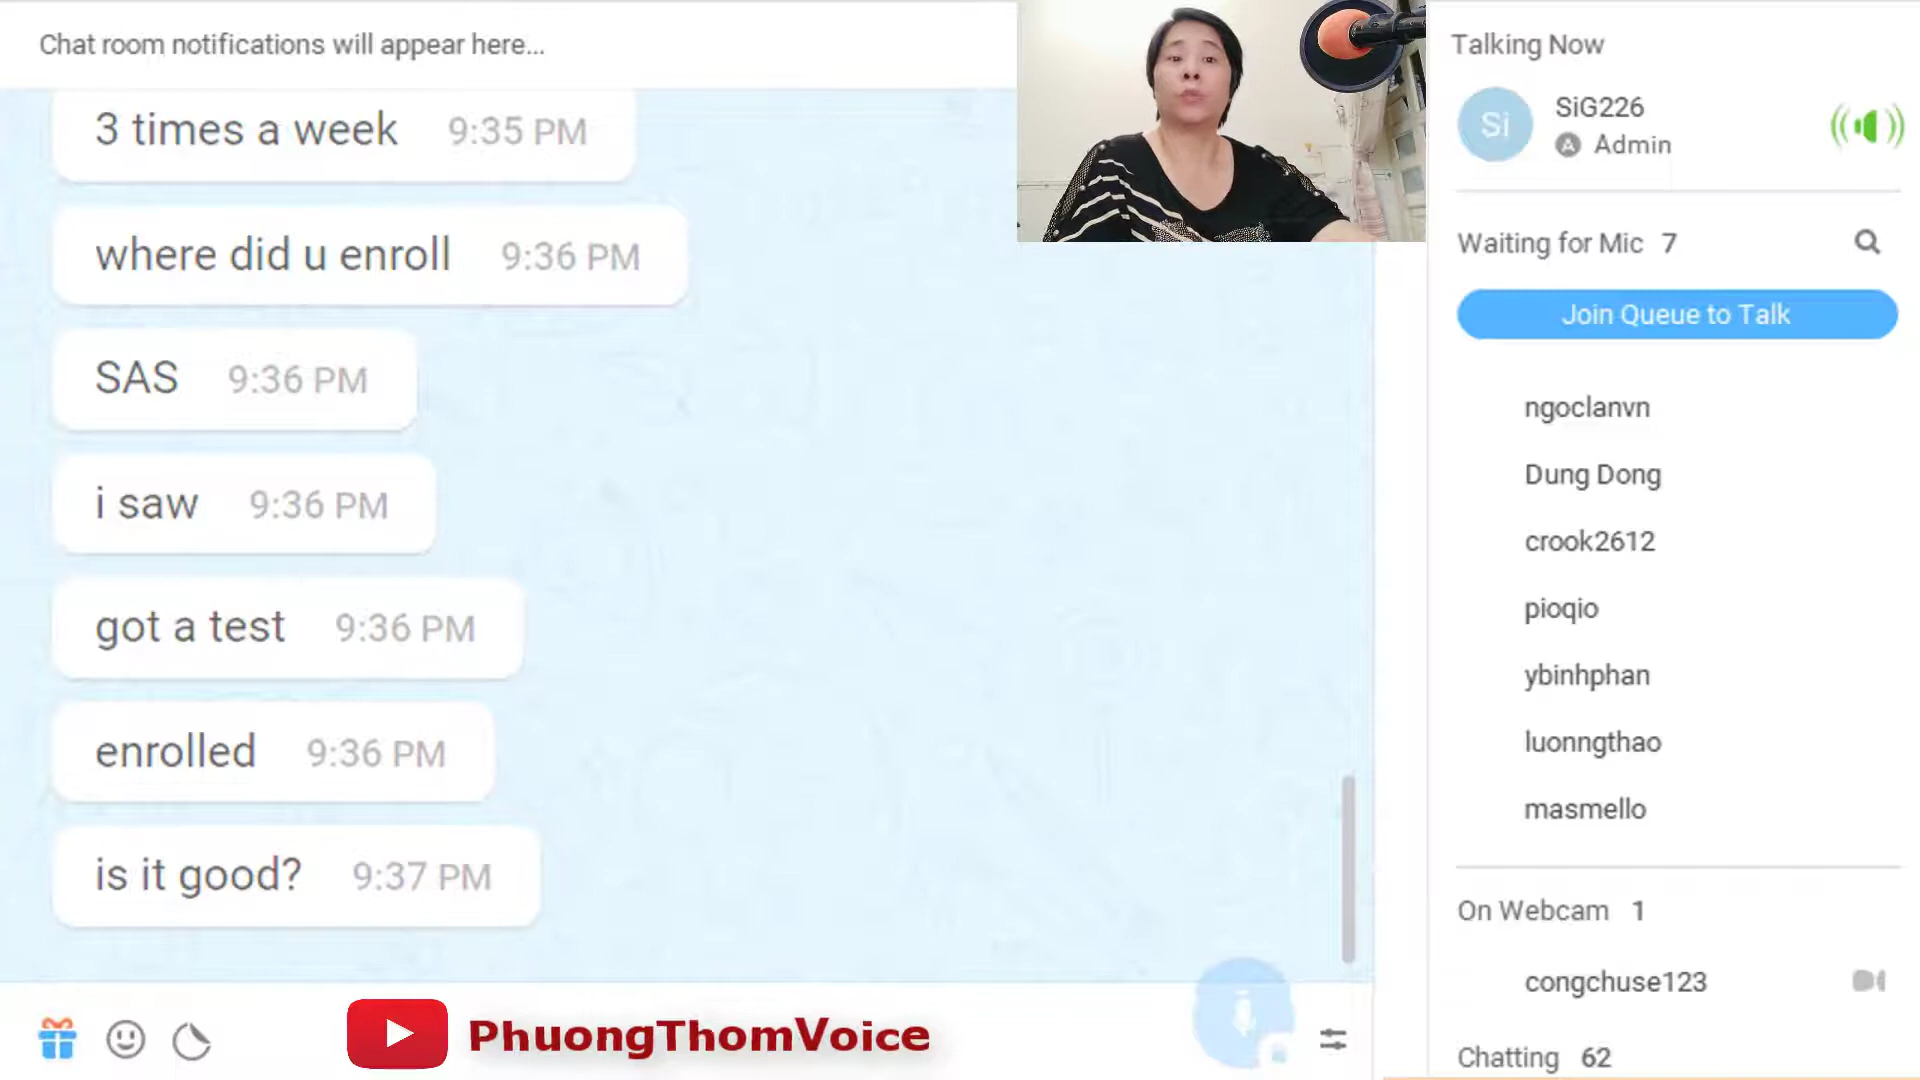 Chat room notifications will appear here...
3 times a week 9:35 PM
where did u enroll 9:36 PM
SAS 9:36 PM
i saw 9:36 PM
got a test 9:36 PM
enrolled 9:36 PM
is it good? 9:37 PM
PhuongThomVoice
Talking Now
Si SiG226
A Admin
Waiting for Mic 7
Join Queue to Talk
ngoclanvn
Dung Dong
crook2612
pioqio
ybinhphan
luonngthao
masmello
On Webcam 1
congchuse123
Chatting 62